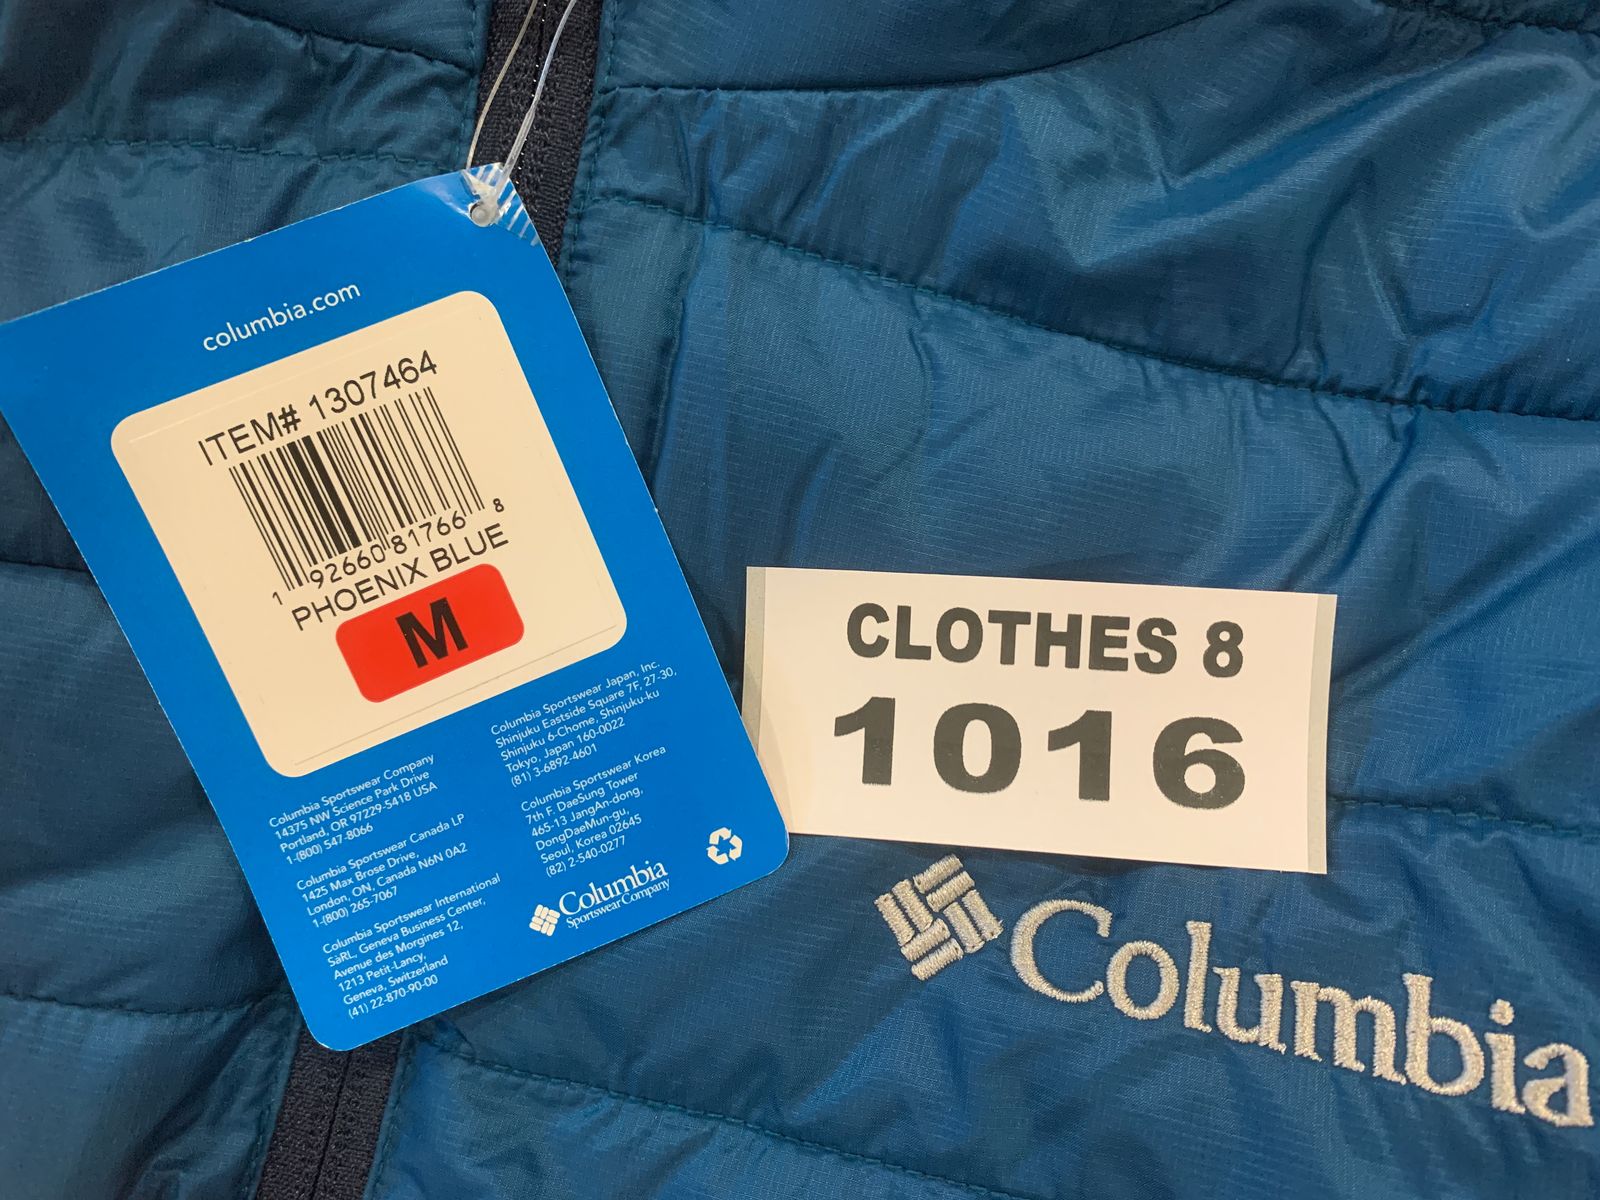 columbia.com
ITEM# 1307464
1 92660 81766 8
PHOENIX BLUE
M
Columbia Sportswear Company
14375 NW Science Park Drive
Portland, OR 97229-5418 USA
1-(800) 547-8066
Columbia Sportswear Canada LP
1425 Max Brose Drive,
London, ON, Canada N6N 0A2
1-(800) 265-7067
Columbia Sportswear International
SàRL, Geneva Business Center,
Avenue des Morgines 12,
1213 Petit-Lancy,
Geneva, Switzerland
(41) 22-870-90-00
Columbia Sportswear Japan, Inc.
Shinjuku Eastside Square 7F, 27-30,
Shinjuku 6-Chome, Shinjuku-ku
Tokyo, Japan 160-0022
(81) 3-6892-4601
Columbia Sportswear Korea
7th F. DaeSung Tower
465-13 JangAn-dong,
DongDaeMun-gu,
Seoul, Korea 02645
(82) 2-540-0277
Columbia
Sportswear Company
CLOTHES 8
1016
Columbia